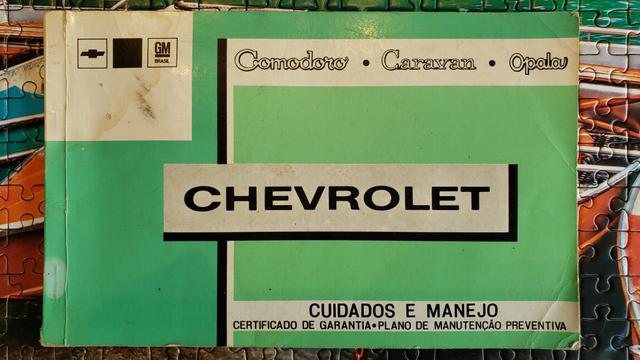 GM
BRASIL
Comodoro • Caravan • Opala
CHEVROLET
CUIDADOS E MANEJO
CERTIFICADO DE GARANTIA•PLANO DE MANUTENÇÃO PREVENTIVA